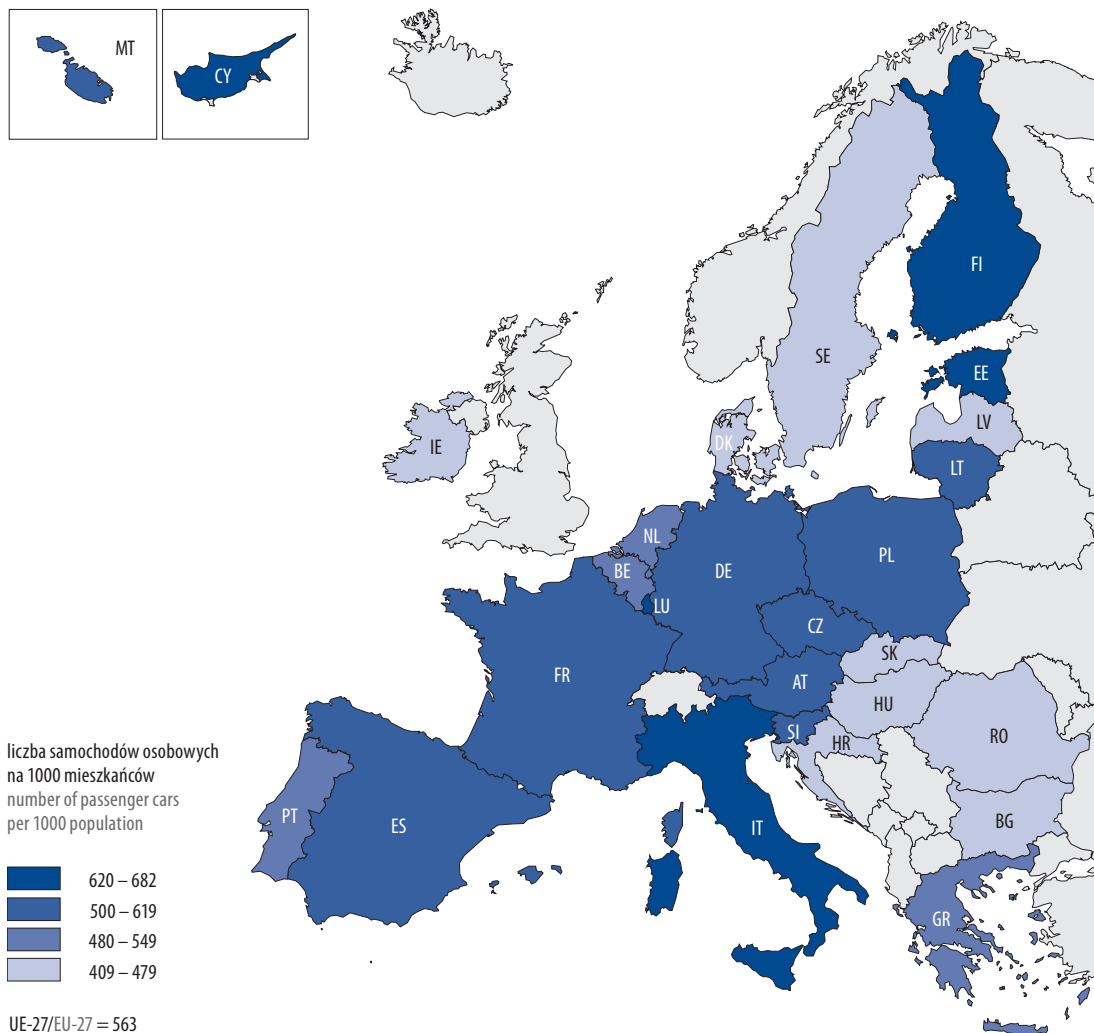 MT
CY
FI
SE
EE
LV
LT
IE
DK
NL
BE
DE
PL
LU
CZ
SK
FR
AT
HU
SI
HR
RO
PT
ES
IT
BG
GR
liczba samochodów osobowych
na 1000 mieszkańców
number of passenger cars
per 1000 population
620 – 682
500 – 619
480 – 549
409 – 479
UE-27/EU-27 = 563